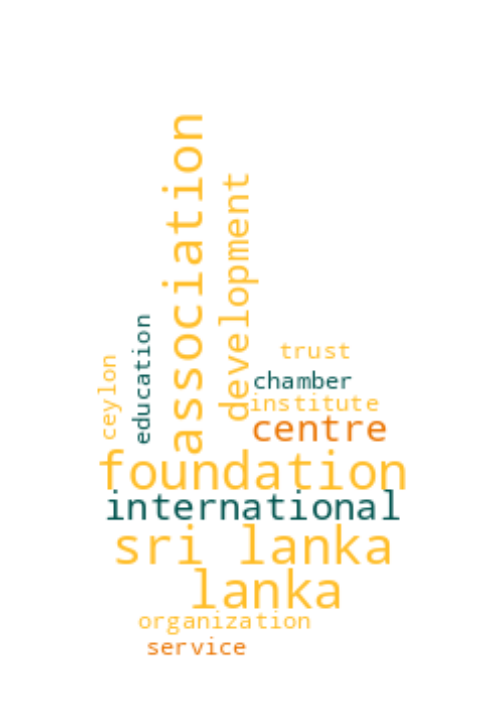 association
development
education
ceylon
trust
chamber
institute
centre
foundation
international
sri lanka
lanka
organization
service